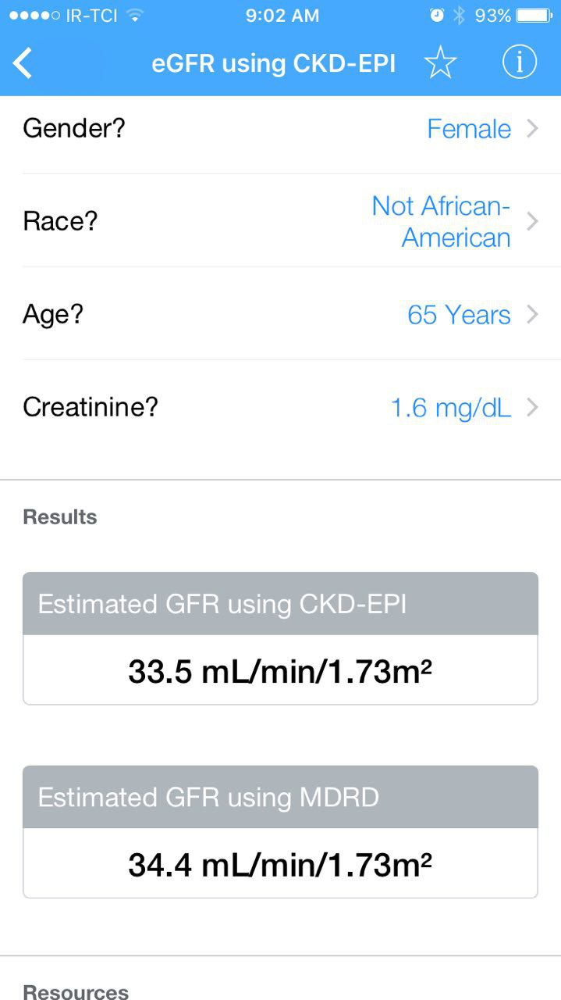 IR-TCI 9:02 AM 93%
eGFR using CKD-EPI
Gender? Female
Race? Not African-
American
Age? 65 Years
Creatinine? 1.6 mg/dL
Results
Estimated GFR using CKD-EPI
33.5 mL/min/1.73m²
Estimated GFR using MDRD
34.4 mL/min/1.73m²
Resources